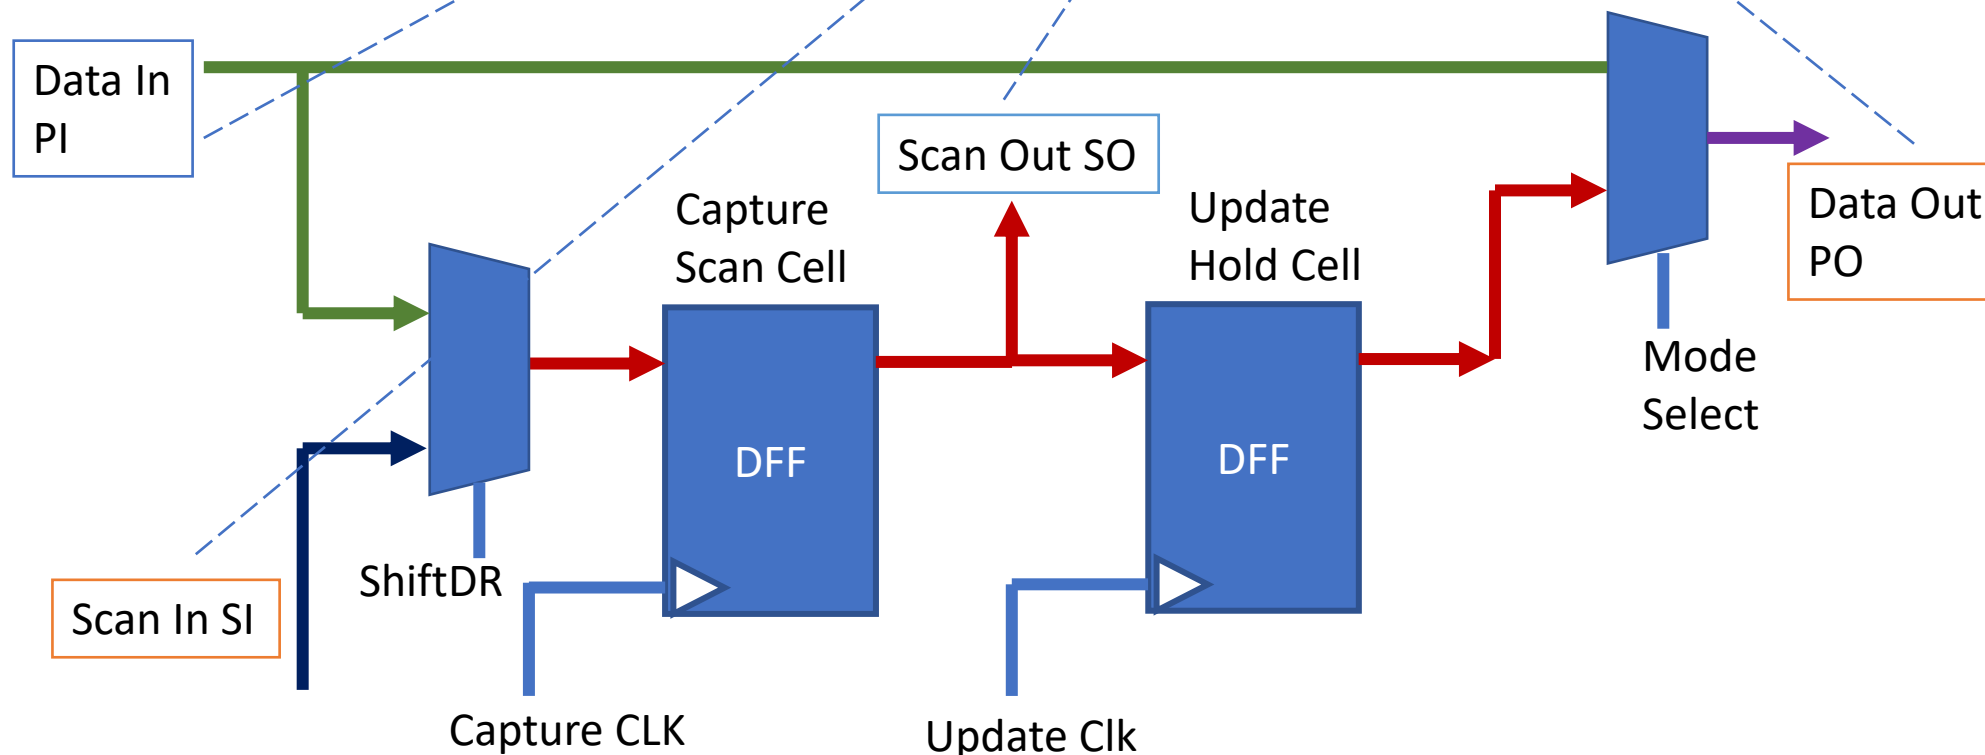 Data In
PI
Scan Out SO
Capture
Scan Cell
Update
Hold Cell
Data Out
PO
Mode
Select
DFF
DFF
ShiftDR
Scan In SI
Capture CLK
Update Clk